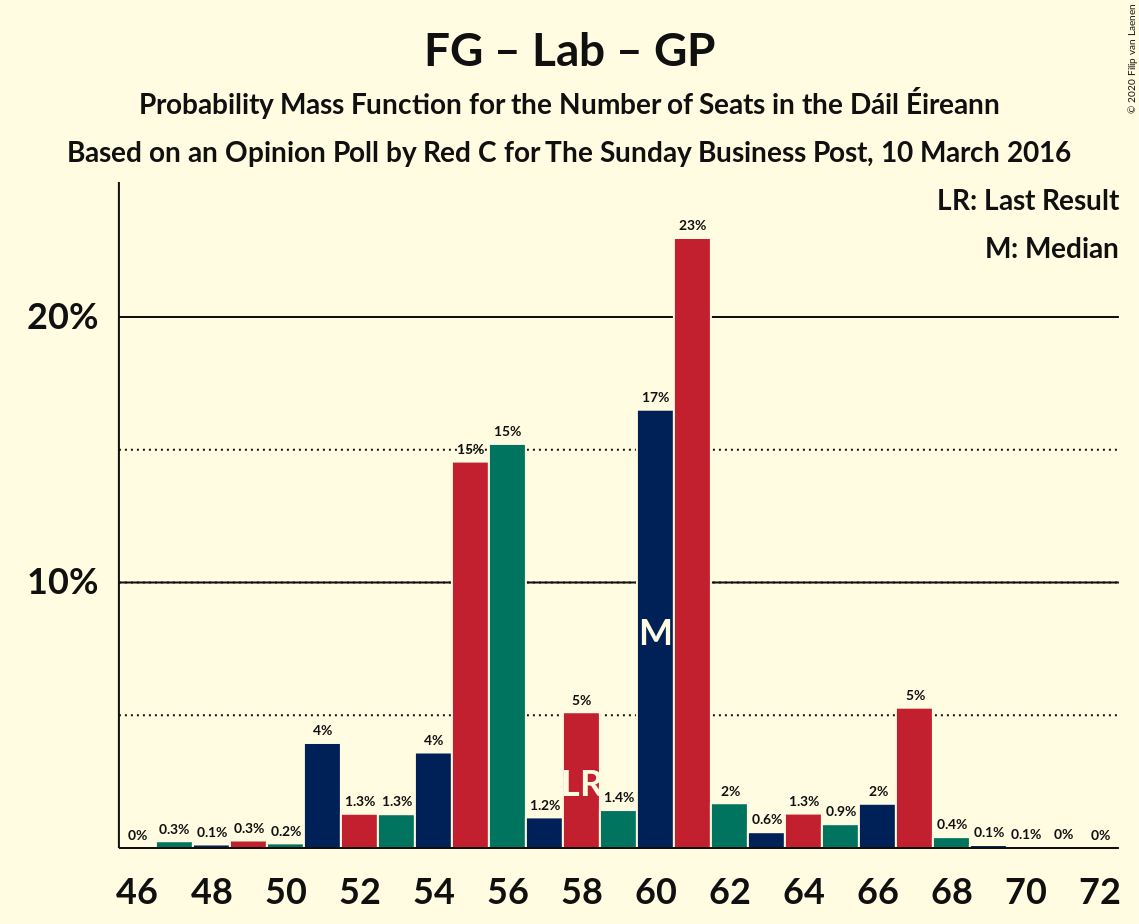 FG – Lab – GP
Probability Mass Function for the Number of Seats in the Dáil Éireann
Based on an Opinion Poll by Red C for The Sunday Business Post, 10 March 2016
© 2020 Filip van Laenen
LR: Last Result
M: Median
20%
10%
0% 0.3% 0.1% 0.3% 0.2% 4% 1.3% 1.3% 4% 15% 15% 1.2% 5% 1.4% 17% 23% 2% 0.6% 1.3% 0.9% 2% 5% 0.4% 0.1% 0.1% 0% 0%
LR
M
46 48 50 52 54 56 58 60 62 64 66 68 70 72